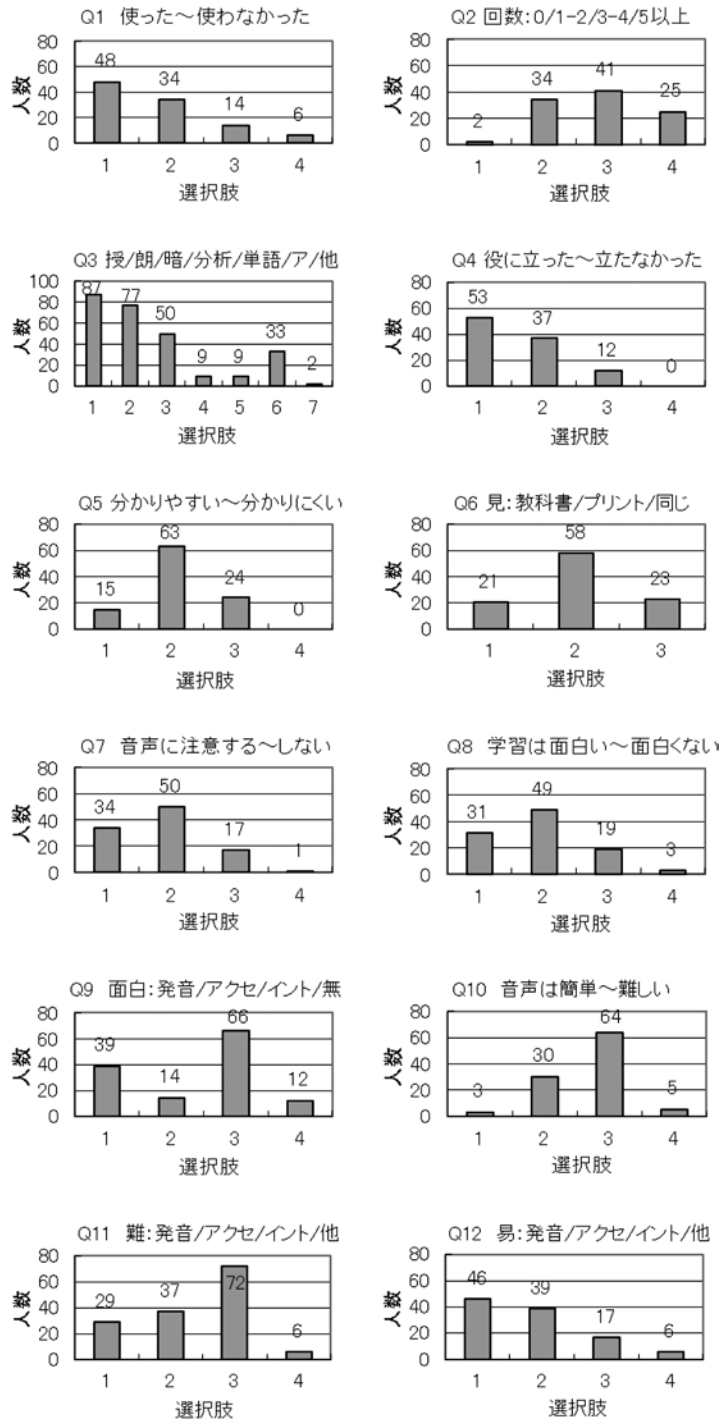 Q1 使った～使わなかった
人数
80
60
40
20
0
48
34
14
6
1 2 3 4
選択肢
Q2 回数:0/1-2/3-4/5以上
人数
80
60
40
20
0
2
34
41
25
1 2 3 4
選択肢
Q3 授/朗/暗/分析/単語/ア/他
人数
100
80
60
40
20
0
87
77
50
9
9
33
2
1 2 3 4 5 6 7
選択肢
Q4 役に立った～立たなかった
人数
80
60
40
20
0
53
37
12
0
1 2 3 4
選択肢
Q5 分かりやすい～分かりにくい
人数
80
60
40
20
0
15
63
24
0
1 2 3 4
選択肢
Q6 見:教科書/プリント/同じ
人数
80
60
40
20
0
21
58
23
1 2 3
選択肢
Q7 音声に注意する～しない
人数
80
60
40
20
0
34
50
17
1
1 2 3 4
選択肢
Q8 学習は面白い～面白くない
人数
80
60
40
20
0
31
49
19
3
1 2 3 4
選択肢
Q9 面白:発音/アクセ/イント/無
人数
80
60
40
20
0
39
14
66
12
1 2 3 4
選択肢
Q10 音声は簡単～難しい
人数
80
60
40
20
0
3
30
64
5
1 2 3 4
選択肢
Q11 難:発音/アクセ/イント/他
人数
80
60
40
20
0
29
37
72
6
1 2 3 4
選択肢
Q12 易:発音/アクセ/イント/他
人数
80
60
40
20
0
46
39
17
6
1 2 3 4
選択肢